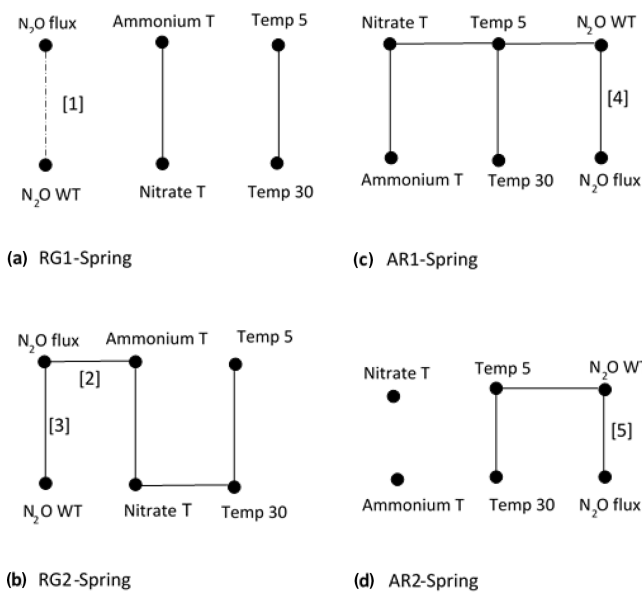 N₂O flux Ammonium T Temp 5
[1]
N₂O WT Nitrate T Temp 30
(a) RG1-Spring
Nitrate T Temp 5 N₂O WT
[4]
Ammonium T Temp 30 N₂O flux
(c) AR1-Spring
N₂O flux Ammonium T Temp 5
[2]
[3]
N₂O WT Nitrate T Temp 30
(b) RG2-Spring
Nitrate T Temp 5 N₂O WT
[5]
Ammonium T Temp 30 N₂O flux
(d) AR2-Spring